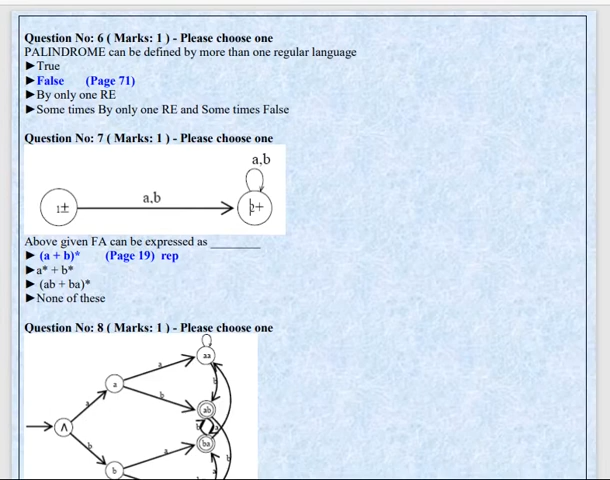 Question No: 6 ( Marks: 1 ) - Please choose one
PALINDROME can be defined by more than one regular language
►True
►False (Page 71)
►By only one RE
►Some times By only one RE and Some times False
Question No: 7 ( Marks: 1 ) - Please choose one
a,b
a,b
1±
2+
Above given FA can be expressed as ________
► (a + b)* (Page 19) rep
►a* + b*
► (ab + ba)*
►None of these
Question No: 8 ( Marks: 1 ) - Please choose one
aa
a
a
b
b
a
ab
Λ
b
a
ba
b
b
a